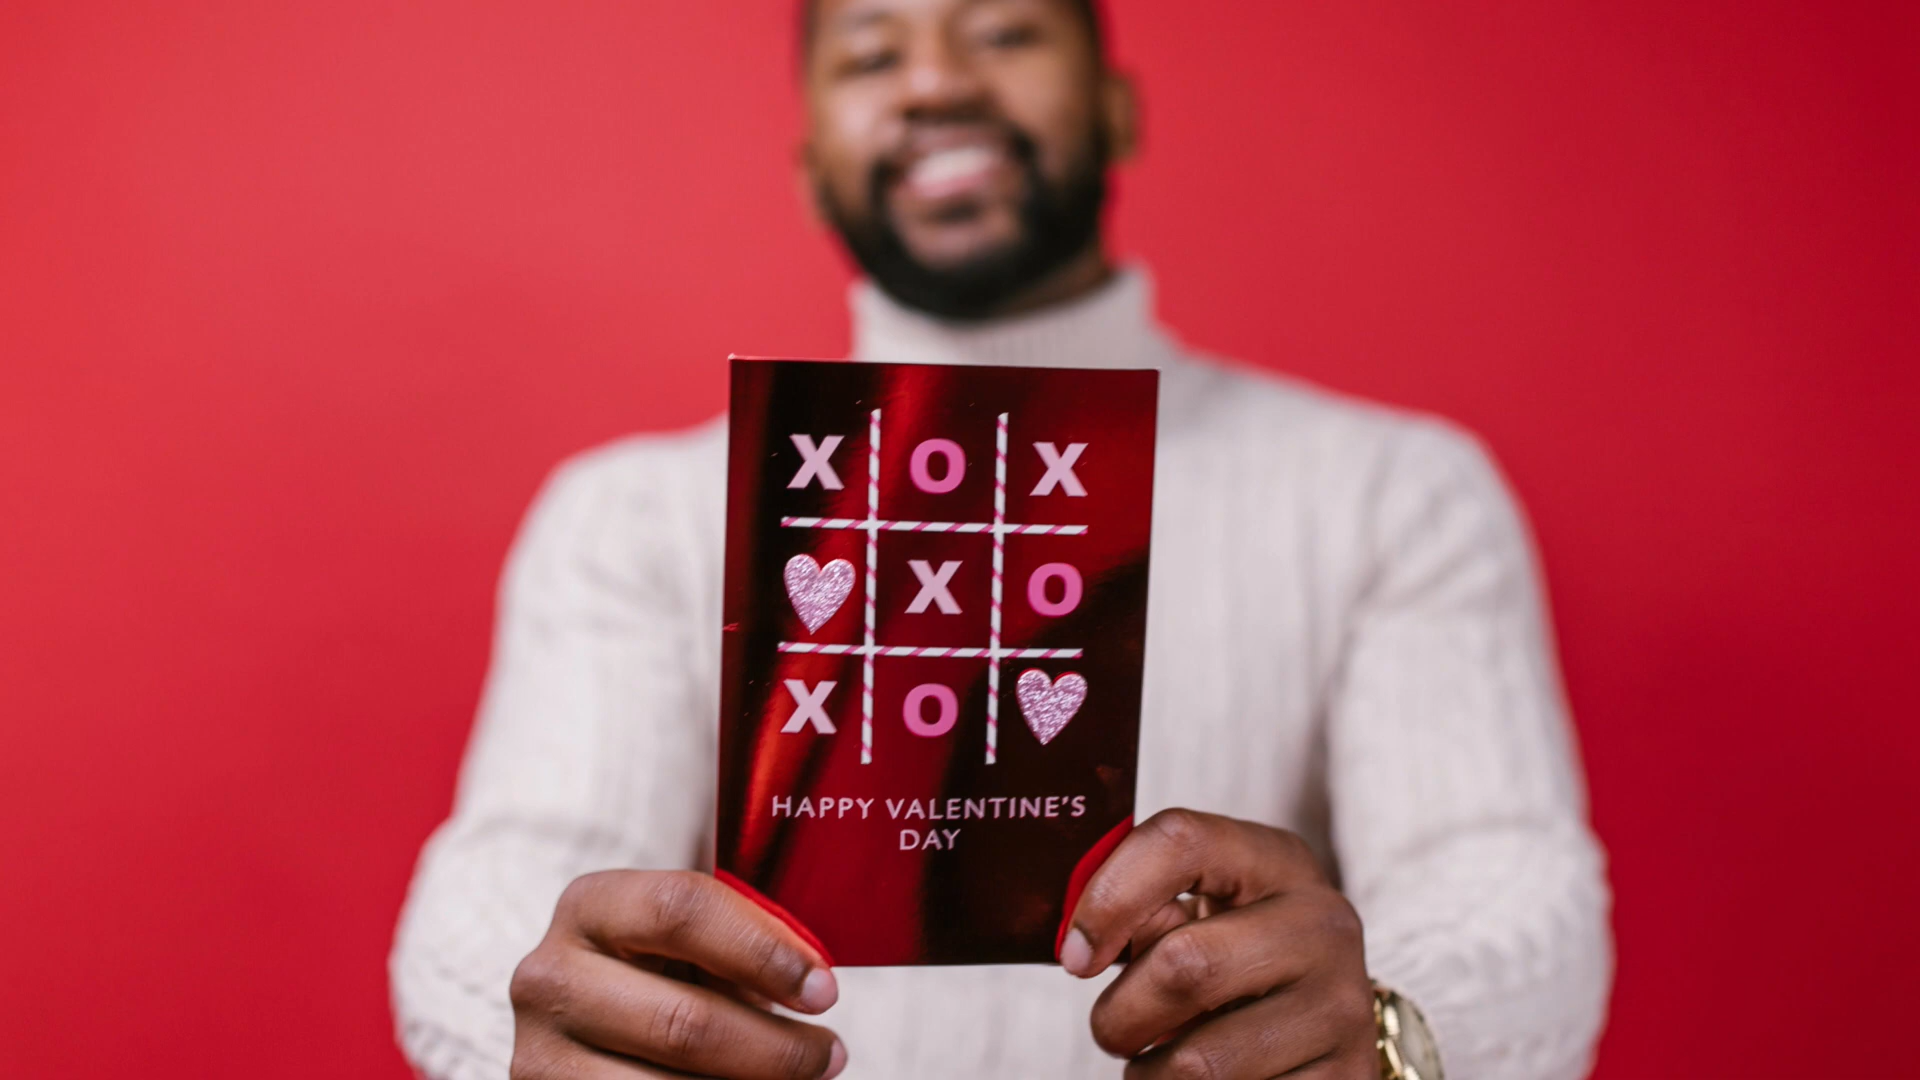 X O X
X O
X O
HAPPY VALENTINE'S
DAY